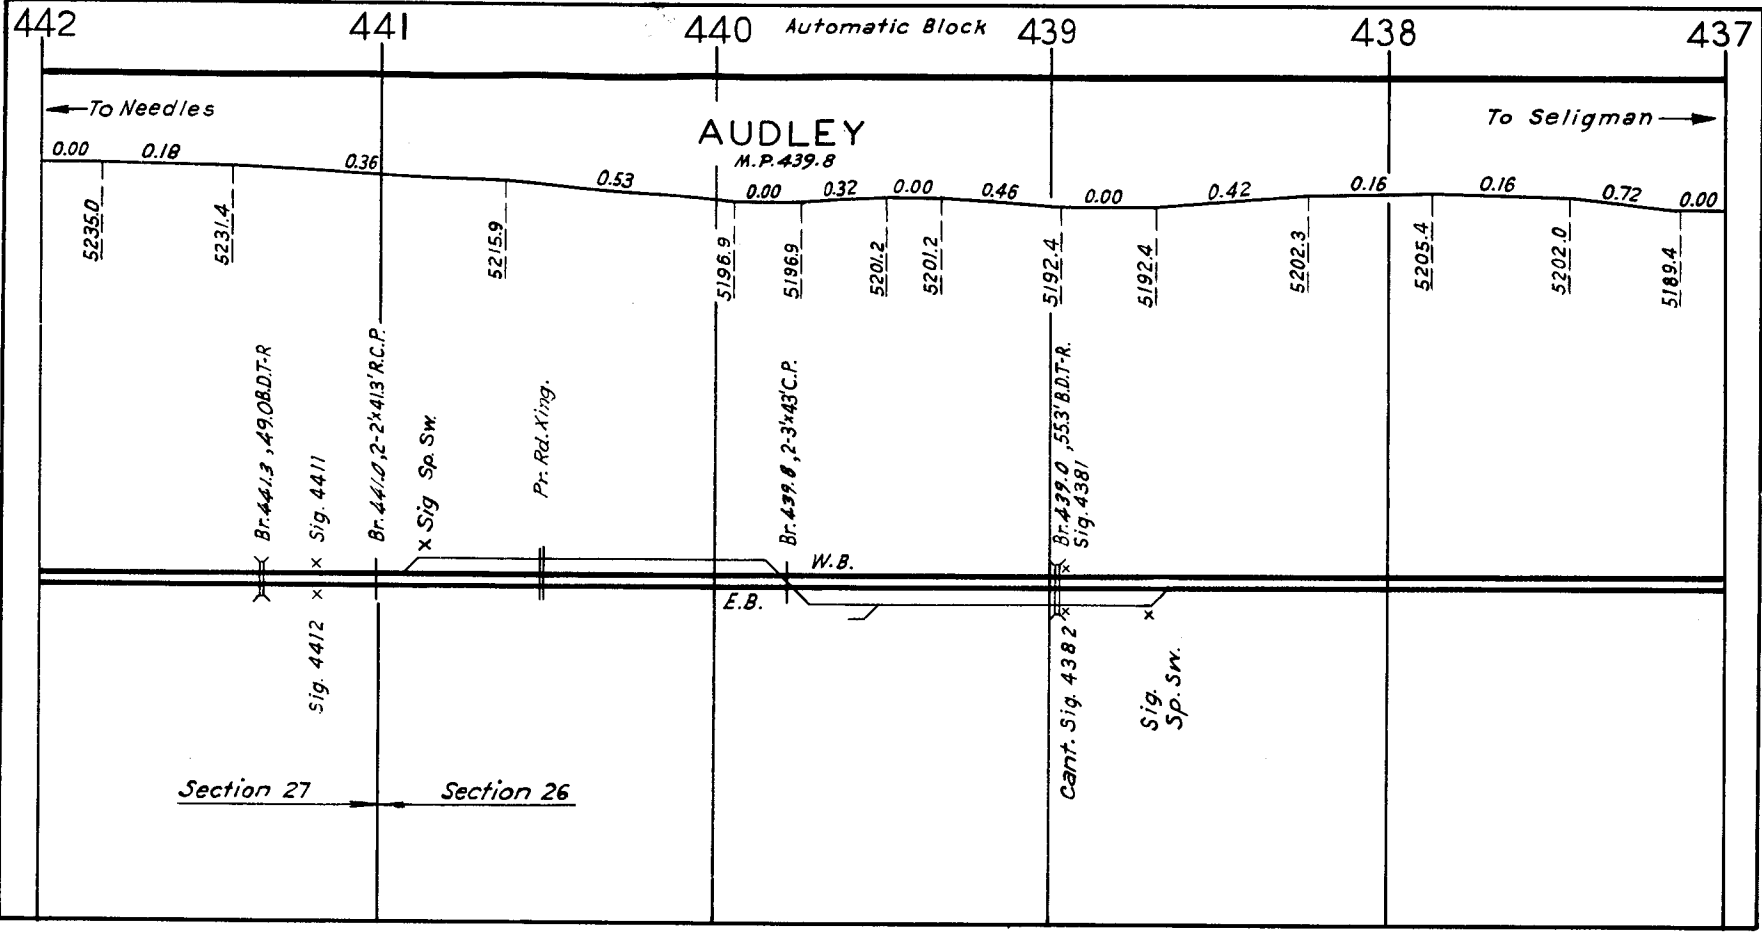 442 441 440 Automatic Block 439 438 437
To Needles
To Seligman
AUDLEY
M.P.439.8
0.00 0.18 0.36 0.53 0.00 0.32 0.00 0.46 0.00 0.42 0.16 0.16 0.72 0.00
5235.0
5231.4
5215.9
5196.9
5196.9
5201.2
5201.2
5192.4
5192.4
5202.3
5205.4
5202.0
5189.4
Br.441.3 ,49.0B.D.T-R
Sig. 4411
Br.441.0 ,2-2'x41.3' R.C.P.
x Sig Sp. Sw.
Pr. Rd. Xing.
Br.439.8 ,2-3'x43'C.P.
Br.439.0 ,55.3' B.D.T-R.
Sig. 4381
W.B.
E.B.
Sig. 4412
Cant. Sig. 4382
Sig.
Sp. Sw.
Section 27
Section 26